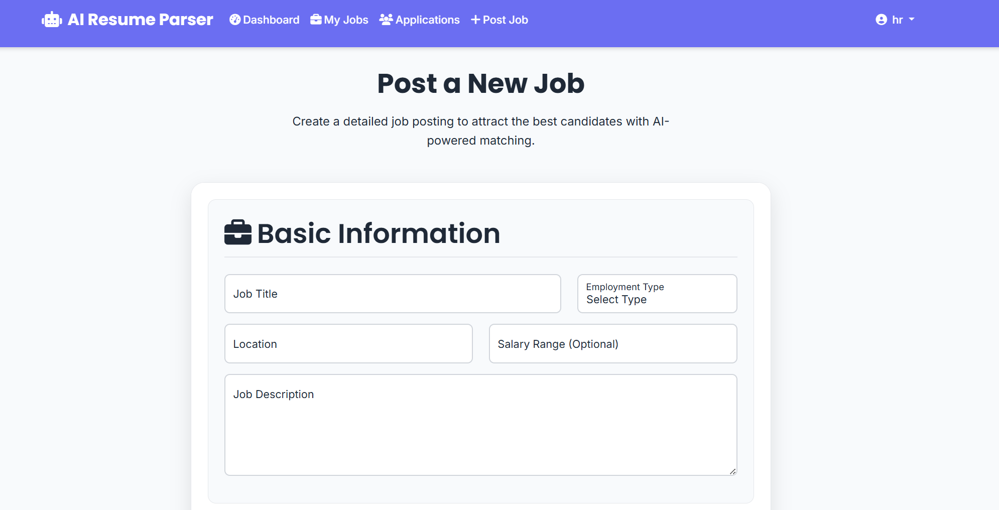 AI Resume Parser Dashboard My Jobs Applications Post Job hr
Post a New Job
Create a detailed job posting to attract the best candidates with AI-
powered matching.
Basic Information
Job Title
Employment Type
Select Type
Location
Salary Range (Optional)
Job Description